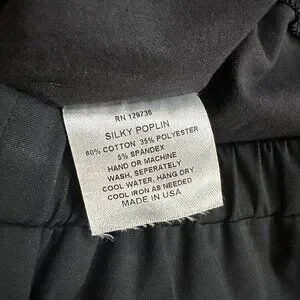 RN 129736
SILKY POPLIN
60% COTTON 35% POLYESTER
5% SPANDEX
HAND OR MACHINE
WASH, SEPERATELY
COOL WATER, HANG DRY
COOL IRON AS NEEDED
MADE IN USA